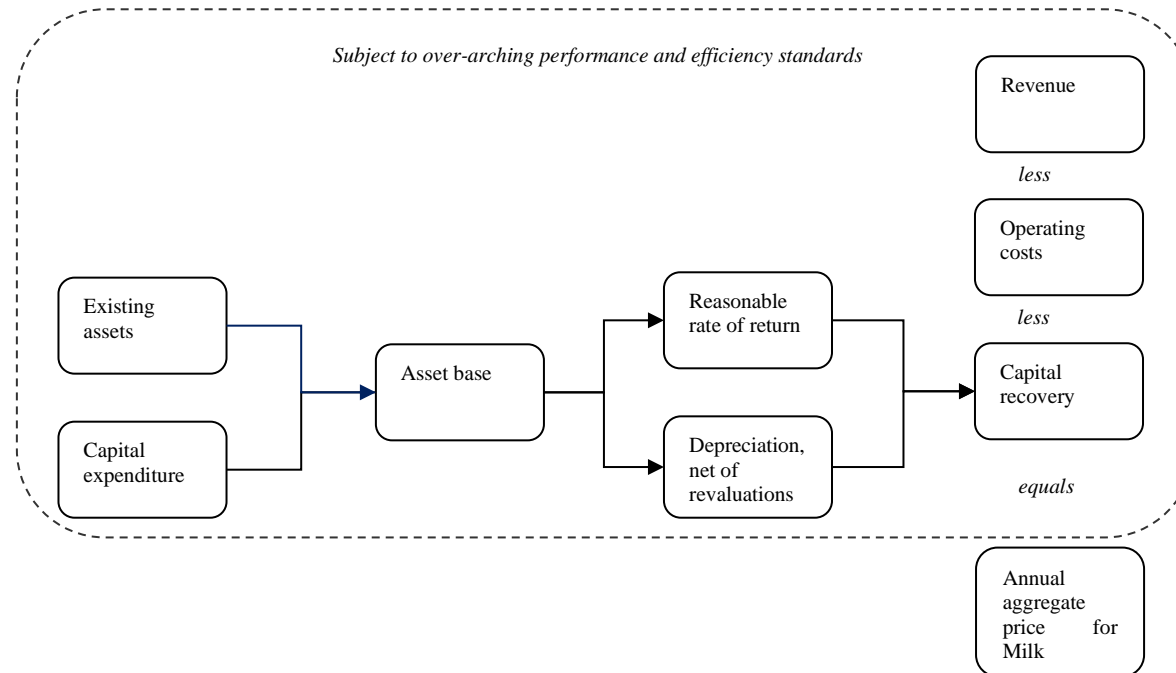 Subject to over-arching performance and efficiency standards
Revenue
less
Operating
costs
less
Existing
assets
Capital
expenditure
Asset base
Reasonable
rate of return
Depreciation,
net of
revaluations
Capital
recovery
equals
Annual
aggregate
price for
Milk